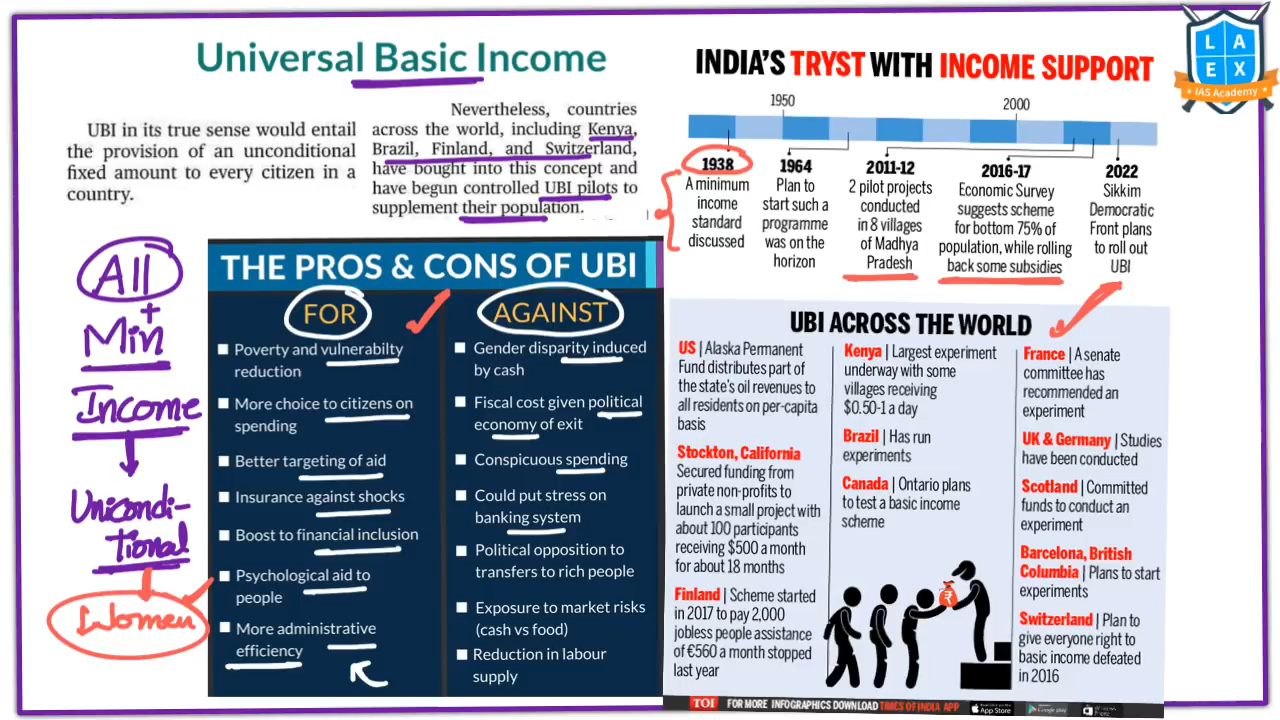 Universal Basic Income
UBI in its true sense would entail
the provision of an unconditional
fixed amount to every citizen in a
country.
Nevertheless, countries
across the world, including Kenya,
Brazil, Finland, and Switzerland,
have bought into this concept and
have begun controlled UBI pilots to
supplement their population.
All
+
Min
Income
Unicondi-
tional
Women
THE PROS & CONS OF UBI
FOR
Poverty and vulnerabilty
reduction
More choice to citizens on
spending
Better targeting of aid
Insurance against shocks
Boost to financial inclusion
Psychological aid to
people
More administrative
efficiency
AGAINST
Gender disparity induced
by cash
Fiscal cost given political
economy of exit
Conspicuous spending
Could put stress on
banking system
Political opposition to
transfers to rich people
Exposure to market risks
(cash vs food)
Reduction in labour
supply
INDIA'S TRYST WITH INCOME SUPPORT
1950
2000
1938
A minimum
income
standard
discussed
1964
Plan to
start such a
programme
was on the
horizon
2011-12
2 pilot projects
conducted
in 8 villages
of Madhya
Pradesh
2016-17
Economic Survey
suggests scheme
for bottom 75% of
population, while rolling
back some subsidies
2022
Sikkim
Democratic
Front plans
to roll out
UBI
UBI ACROSS THE WORLD
US | Alaska Permanent
Fund distributes part of
the state's oil revenues to
all residents on per-capita
basis
Stockton, California
Secured funding from
private non-profits to
launch a small project with
about 100 participants
receiving $500 a month
for about 18 months
Finland | Scheme started
in 2017 to pay 2,000
jobless people assistance
of €560 a month stopped
last year
Kenya | Largest experiment
underway with some
villages receiving
$0.50-1 a day
Brazil | Has run
experiments
Canada | Ontario plans
to test a basic income
scheme
₹
France | A senate
committee has
recommended an
experiment
UK & Germany | Studies
have been conducted
Scotland | Committed
funds to conduct an
experiment
Barcelona, British
Columbia | Plans to start
experiments
Switzerland | Plan to
give everyone right to
basic income defeated
in 2016
TOI FOR MORE INFOGRAPHICS DOWNLOAD TIMES OF INDIA APP
App Store
Google play
L A
E X
IAS Academy